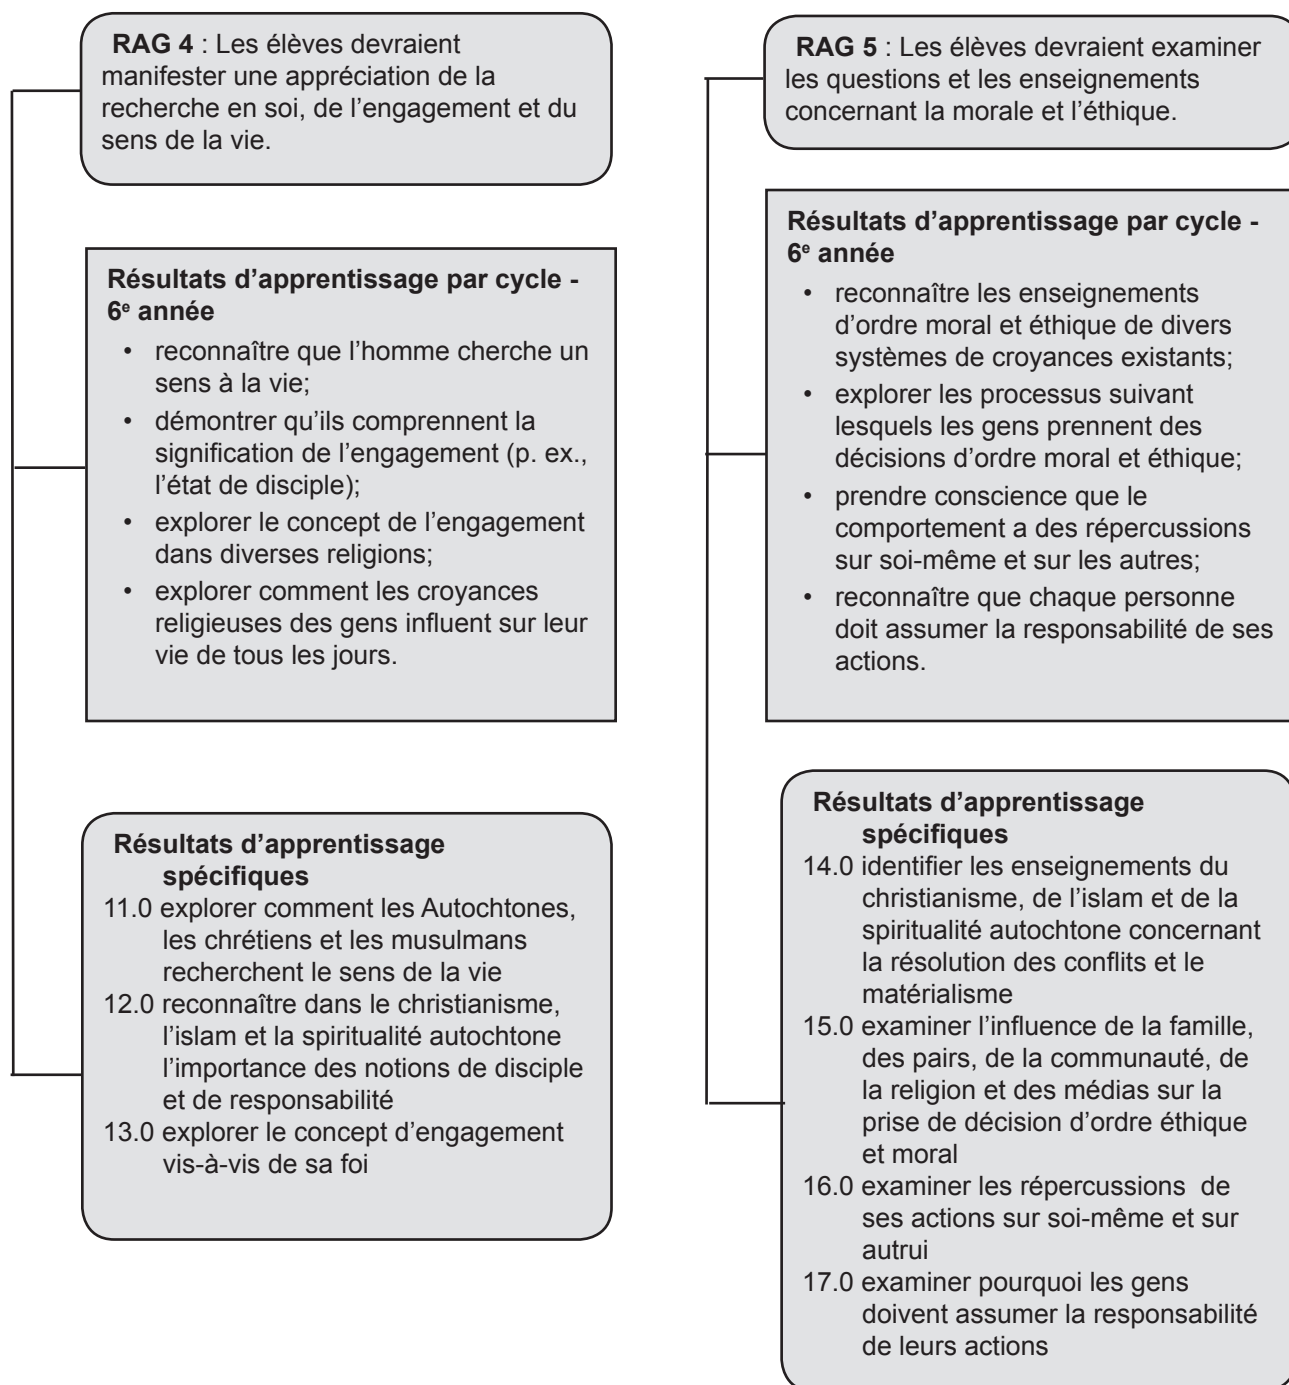 RAG 4 : Les élèves devraient
manifester une appréciation de la
recherche en soi, de l’engagement et du
sens de la vie.
Résultats d’apprentissage par cycle -
6e année
• reconnaître que l’homme cherche un
sens à la vie;
• démontrer qu’ils comprennent la
signification de l’engagement (p. ex.,
l’état de disciple);
• explorer le concept de l’engagement
dans diverses religions;
• explorer comment les croyances
religieuses des gens influent sur leur
vie de tous les jours.
Résultats d’apprentissage
spécifiques
11.0 explorer comment les Autochtones,
les chrétiens et les musulmans
recherchent le sens de la vie
12.0 reconnaître dans le christianisme,
l’islam et la spiritualité autochtone
l’importance des notions de disciple
et de responsabilité
13.0 explorer le concept d’engagement
vis-à-vis de sa foi
RAG 5 : Les élèves devraient examiner
les questions et les enseignements
concernant la morale et l’éthique.
Résultats d’apprentissage par cycle -
6e année
• reconnaître les enseignements
d’ordre moral et éthique de divers
systèmes de croyances existants;
• explorer les processus suivant
lesquels les gens prennent des
décisions d’ordre moral et éthique;
• prendre conscience que le
comportement a des répercussions
sur soi-même et sur les autres;
• reconnaître que chaque personne
doit assumer la responsabilité de ses
actions.
Résultats d’apprentissage
spécifiques
14.0 identifier les enseignements du
christianisme, de l’islam et de la
spiritualité autochtone concernant
la résolution des conflits et le
matérialisme
15.0 examiner l’influence de la famille,
des pairs, de la communauté, de
la religion et des médias sur la
prise de décision d’ordre éthique
et moral
16.0 examiner les répercussions de
ses actions sur soi-même et sur
autrui
17.0 examiner pourquoi les gens
doivent assumer la responsabilité
de leurs actions